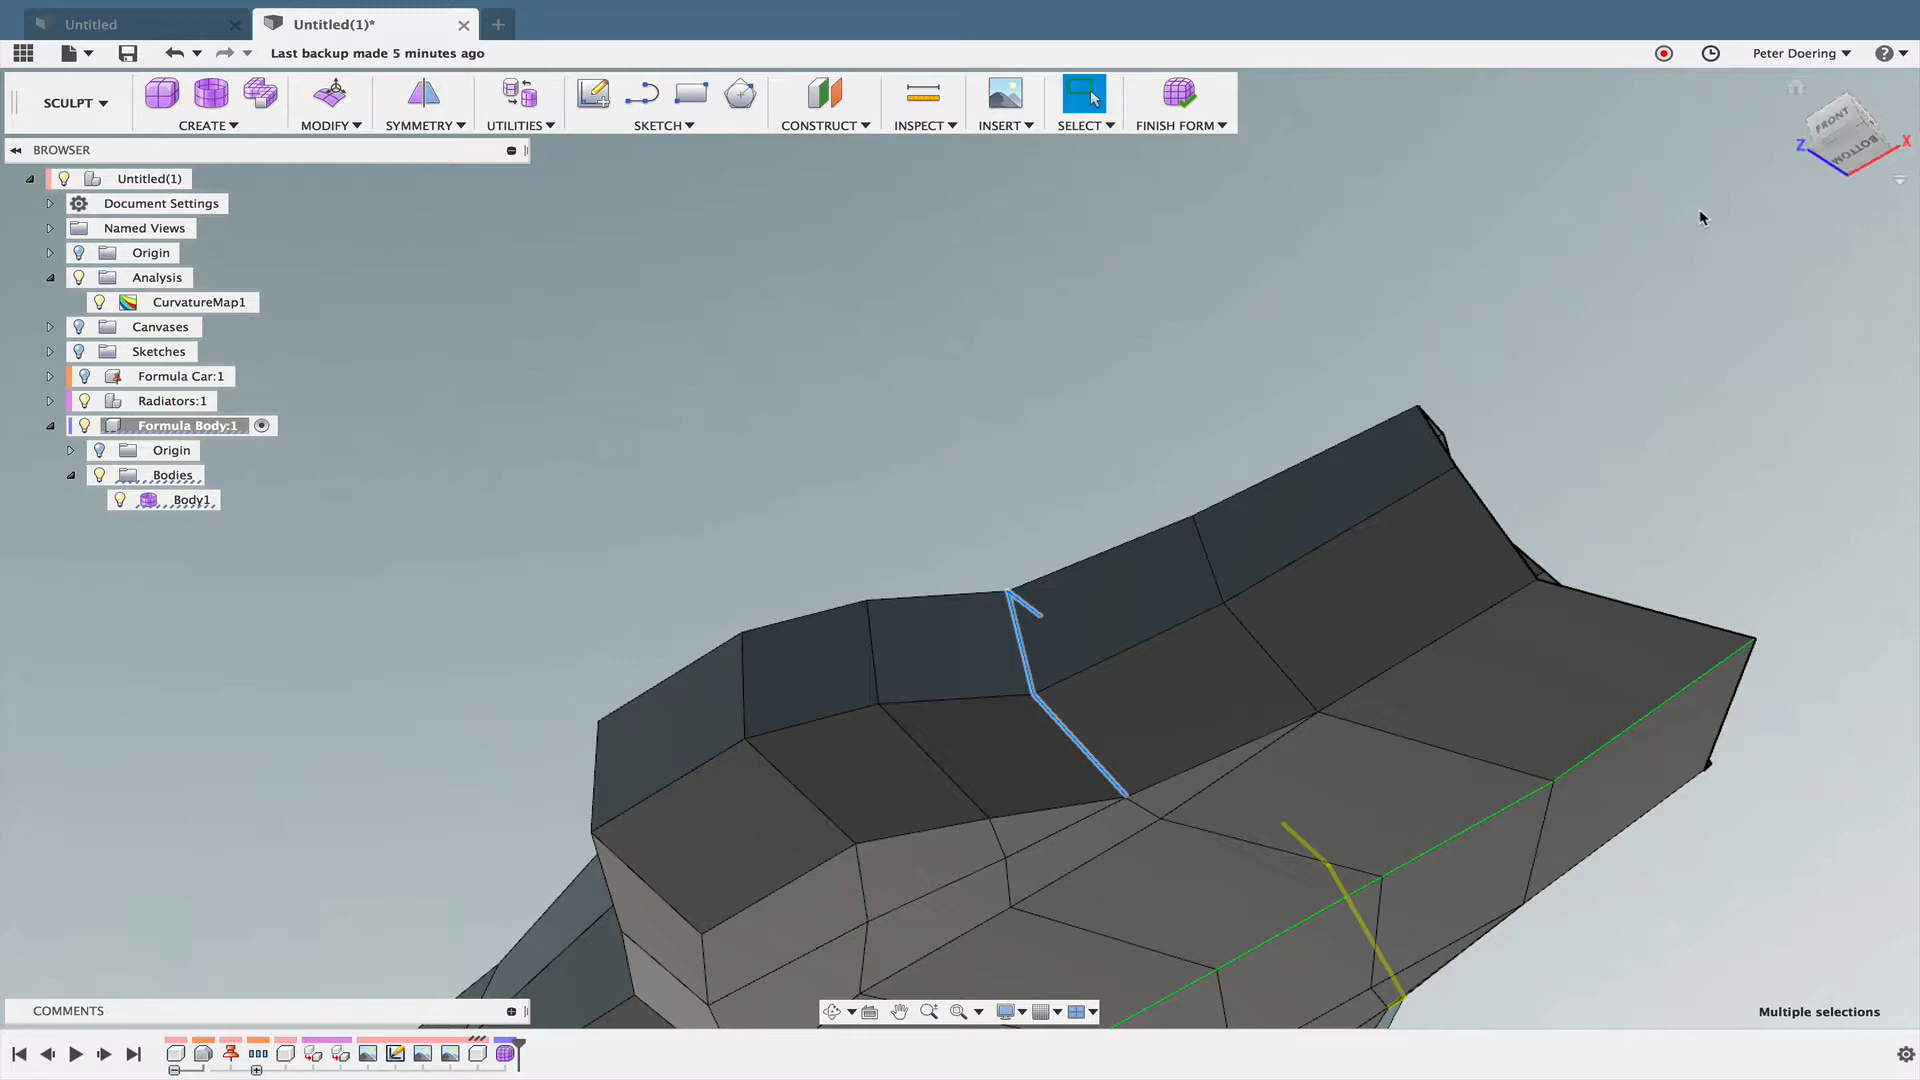 Untitled
Untitled(1)*
Last backup made 5 minutes ago
Peter Doering
SCULPT
CREATE
MODIFY
SYMMETRY
UTILITIES
SKETCH
CONSTRUCT
INSPECT
INSERT
SELECT
FINISH FORM
BROWSER
FRONT
BOTTOM
Z
X
Untitled(1)
Document Settings
Named Views
Origin
Analysis
CurvatureMap1
Canvases
Sketches
Formula Car:1
Radiators:1
Formula Body:1
Origin
Bodies
Body1
COMMENTS
Multiple selections